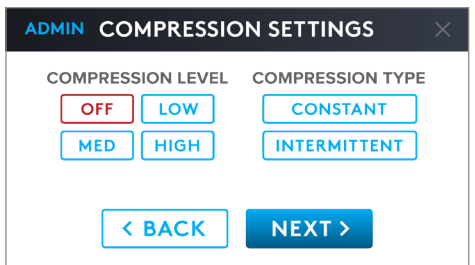 ADMIN COMPRESSION SETTINGS
COMPRESSION LEVEL COMPRESSION TYPE
OFF LOW CONSTANT
MED HIGH INTERMITTENT
< BACK NEXT >